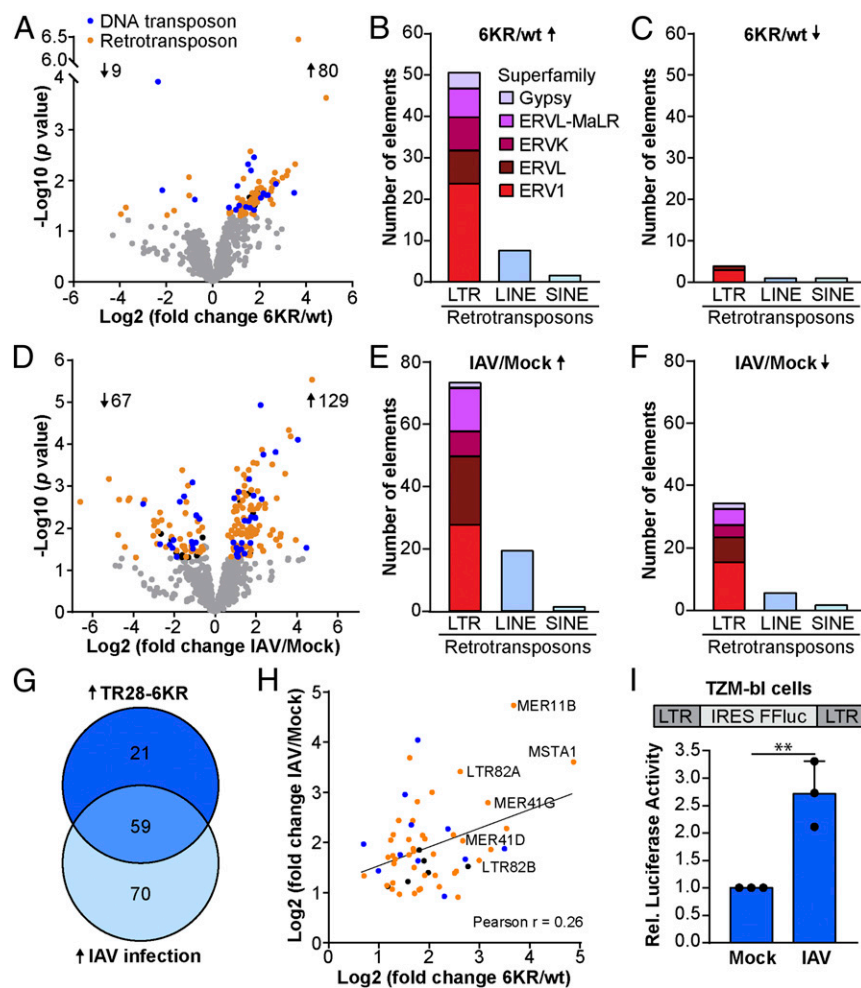 A
DNA transposon
Retrotransposon
6.5
6.0
↓9
↑80
4
3
2
1
0
-Log10 (p value)
-6 -4 -2 0 2 4 6
Log2 (fold change 6KR/wt)
B
6KR/wt ↑
60
50
40
30
20
10
0
Number of elements
Superfamily
Gypsy
ERVL-MaLR
ERVK
ERVL
ERV1
LTR LINE SINE
Retrotransposons
C
6KR/wt ↓
60
50
40
30
20
10
0
Number of elements
LTR LINE SINE
Retrotransposons
D
6
5
4
3
2
1
0
-Log10 (p value)
↓67
↑129
-6 -4 -2 0 2 4 6
Log2 (fold change IAV/Mock)
E
IAV/Mock ↑
80
60
40
20
0
Number of elements
LTR LINE SINE
Retrotransposons
F
IAV/Mock ↓
80
60
40
20
0
Number of elements
LTR LINE SINE
Retrotransposons
G
↑TR28-6KR
21
59
70
↑IAV infection
H
5
4
3
2
1
0
Log2 (fold change IAV/Mock)
MER11B
MSTA1
LTR82A
MER41G
MER41D
LTR82B
Pearson r = 0.26
0 1 2 3 4 5
Log2 (fold change 6KR/wt)
I
TZM-bl cells
LTR IRES FFluc LTR
3.5
3.0
2.5
2.0
1.5
1.0
0.5
0.0
Rel. Luciferase Activity
**
Mock IAV